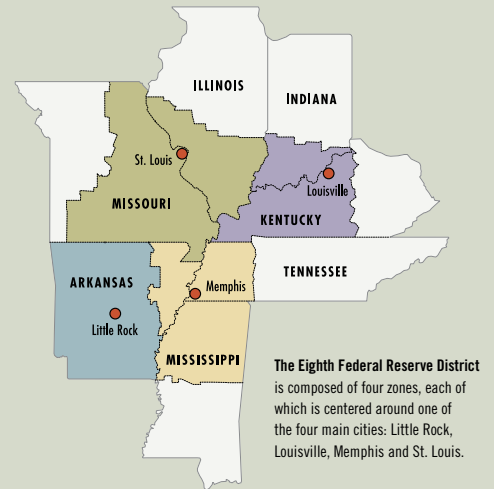 ILLINOIS
INDIANA
St. Louis
Louisville
MISSOURI
KENTUCKY
TENNESSEE
ARKANSAS
Memphis
Little Rock
MISSISSIPPI
The Eighth Federal Reserve District
is composed of four zones, each of
which is centered around one of
the four main cities: Little Rock,
Louisville, Memphis and St. Louis.